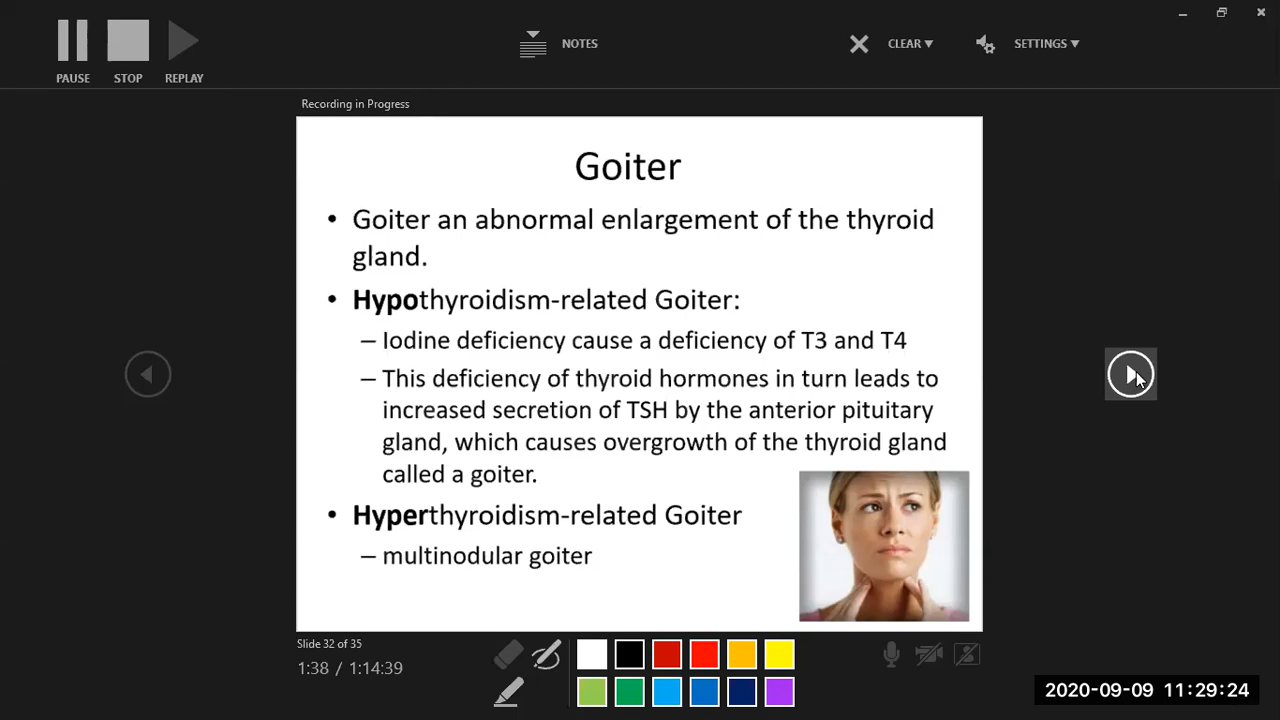 PAUSE
STOP
REPLAY
NOTES
CLEAR
SETTINGS
Recording in Progress
Goiter
• Goiter an abnormal enlargement of the thyroid
gland.
• Hypothyroidism-related Goiter:
– Iodine deficiency cause a deficiency of T3 and T4
– This deficiency of thyroid hormones in turn leads to
increased secretion of TSH by the anterior pituitary
gland, which causes overgrowth of the thyroid gland
called a goiter.
• Hyperthyroidism-related Goiter
– multinodular goiter
Slide 32 of 35
1:38 / 1:14:39
2020-09-09 11:29:24